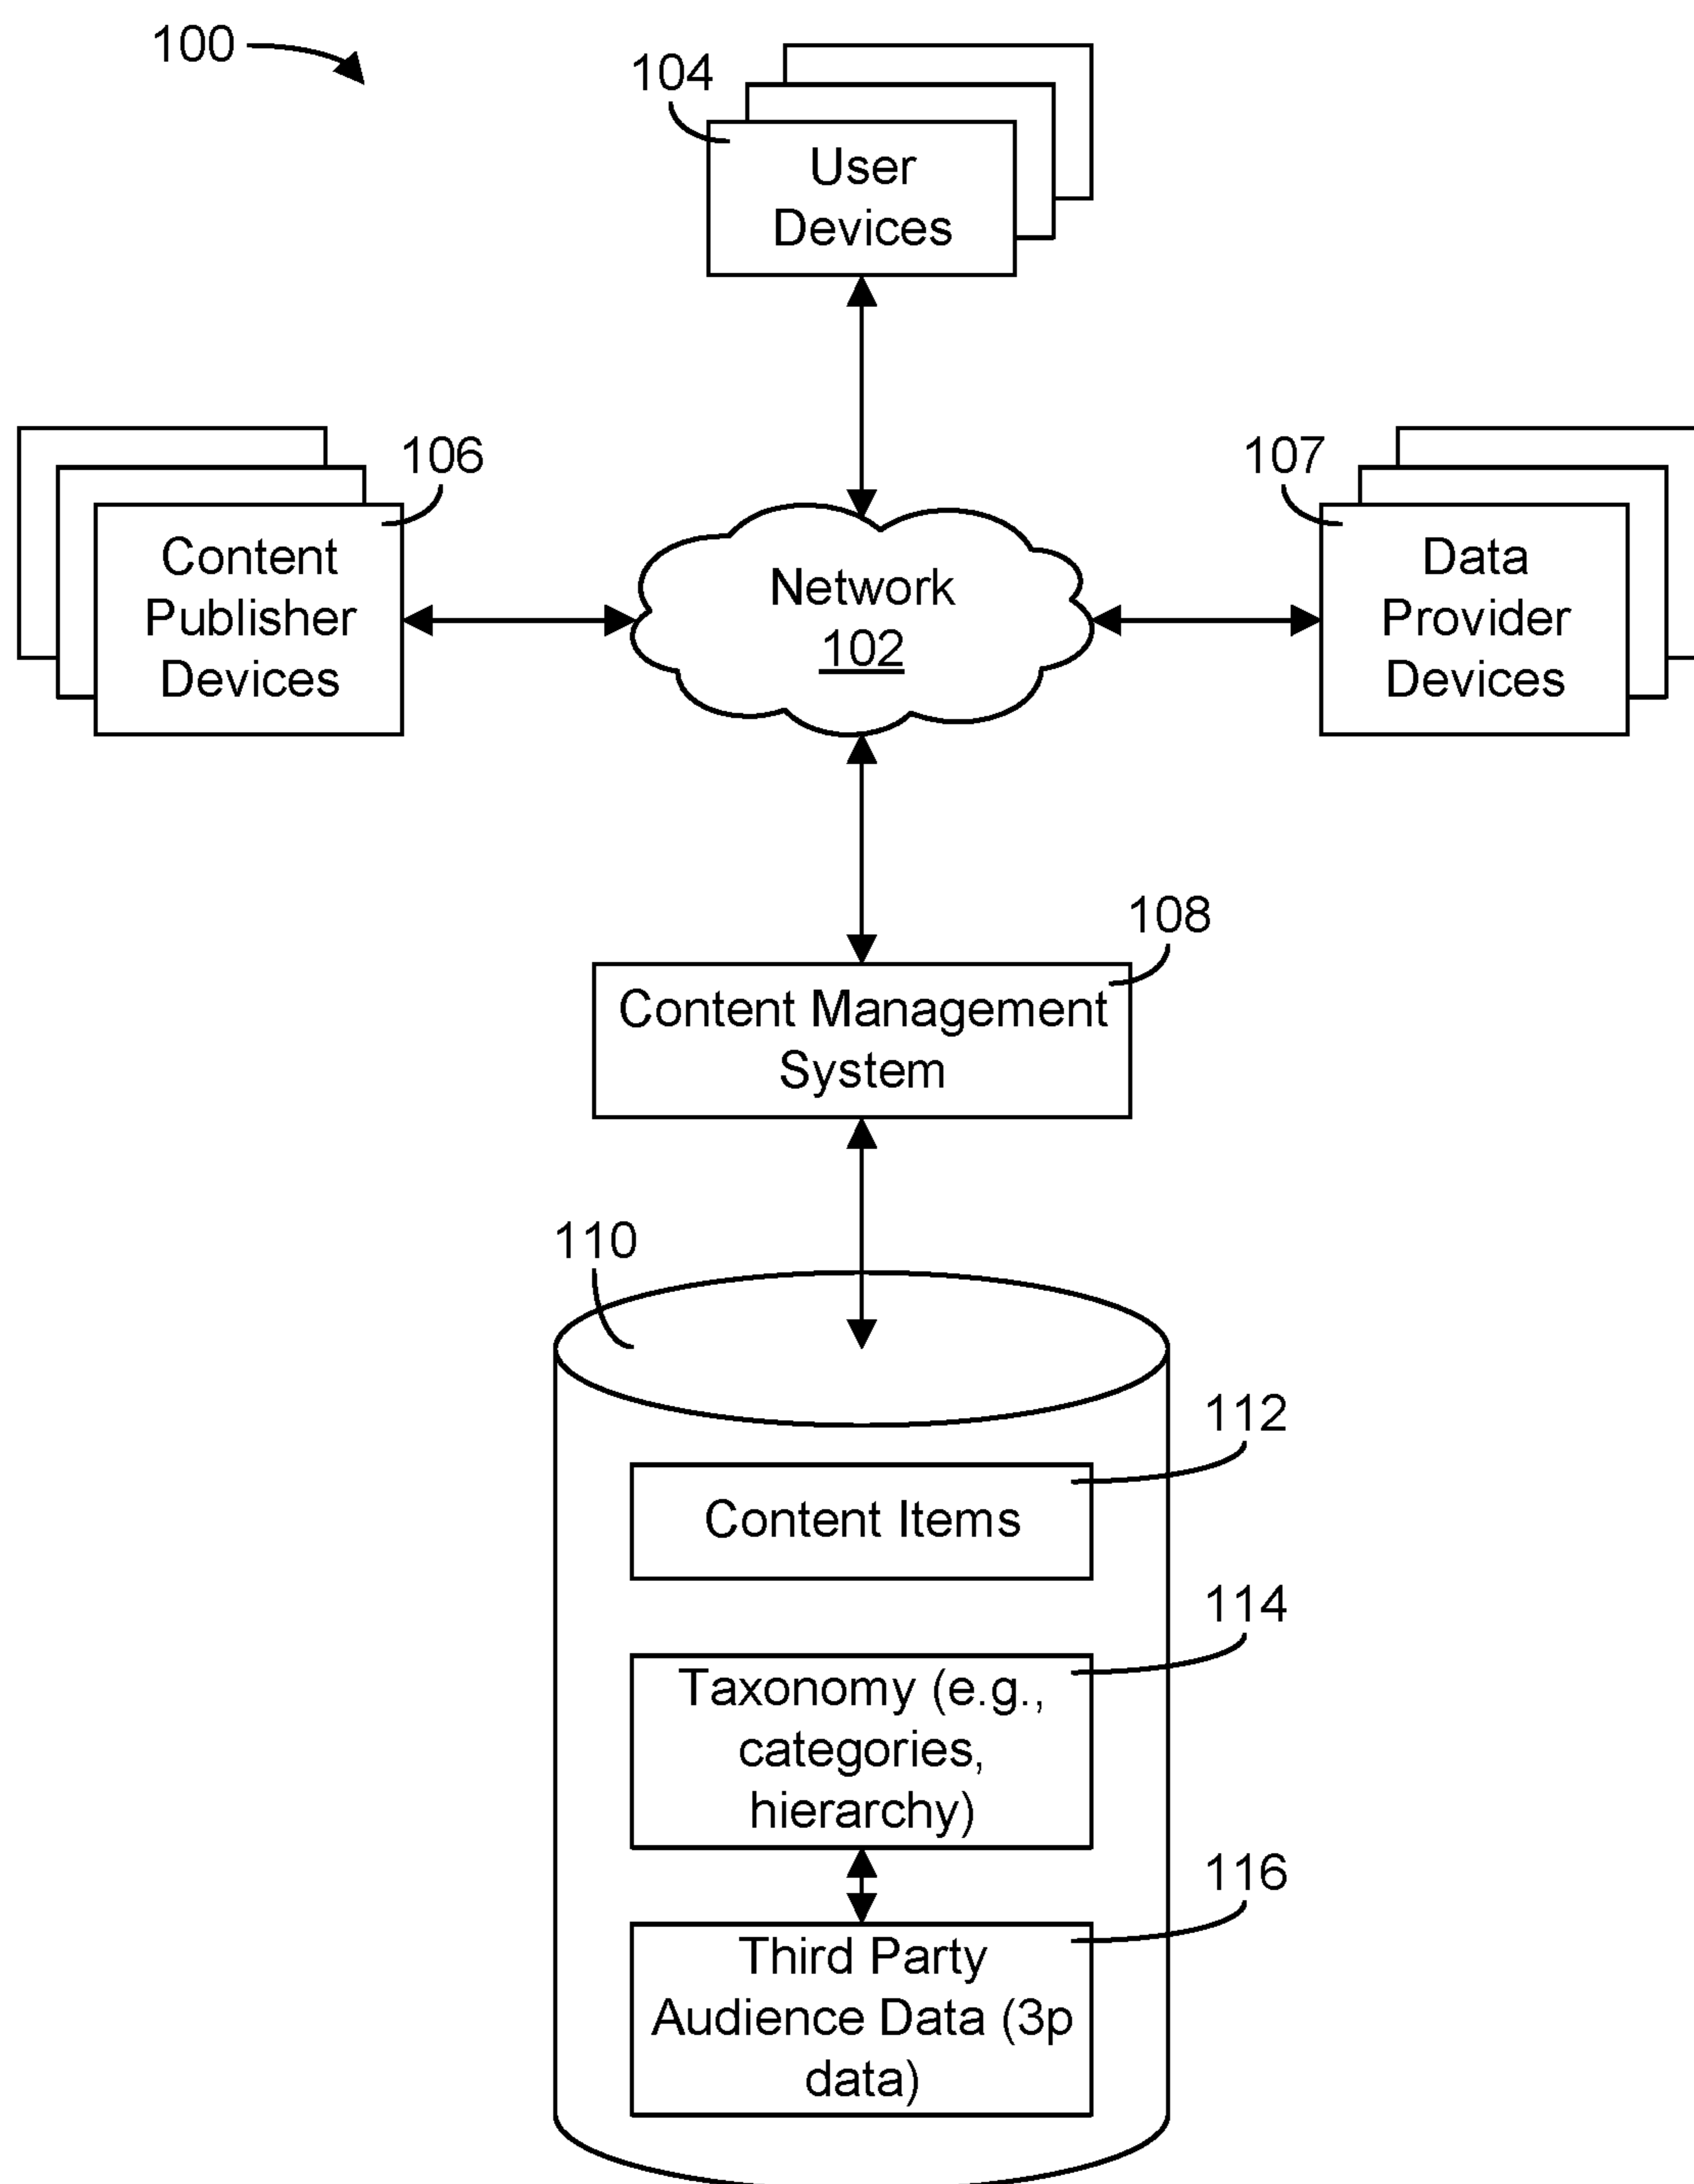 100
104
User
Devices
106
Content
Publisher
Devices
Network
102
107
Data
Provider
Devices
108
Content Management
System
110
112
Content Items
114
Taxonomy (e.g.,
categories,
hierarchy)
116
Third Party
Audience Data (3p
data)